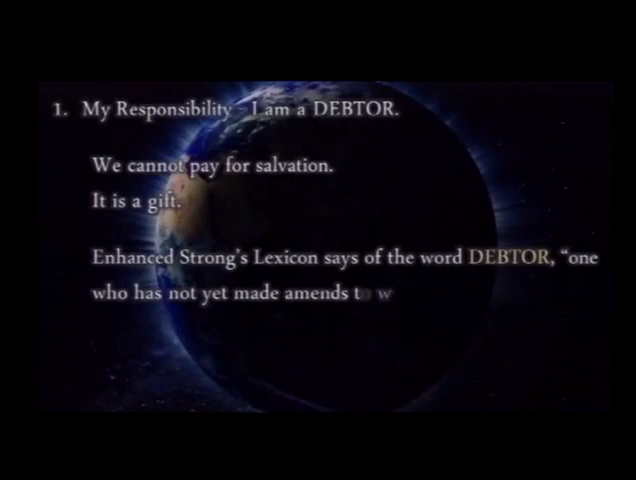 1. My Responsibility - I am a DEBTOR.
We cannot pay for salvation.
It is a gift.
Enhanced Strong's Lexicon says of the word DEBTOR, “one
who has not yet made amends to w